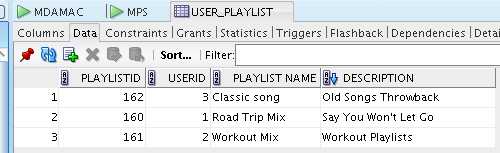 MDAMAC MPS USER_PLAYLIST
Columns Data Constraints Grants Statistics Triggers Flashback Dependencies Detai
Sort... Filter:
PLAYLISTID USERID PLAYLIST NAME DESCRIPTION
1 162 3 Classic song Old Songs Throwback
2 160 1 Road Trip Mix Say You Won't Let Go
3 161 2 Workout Mix Workout Playlists